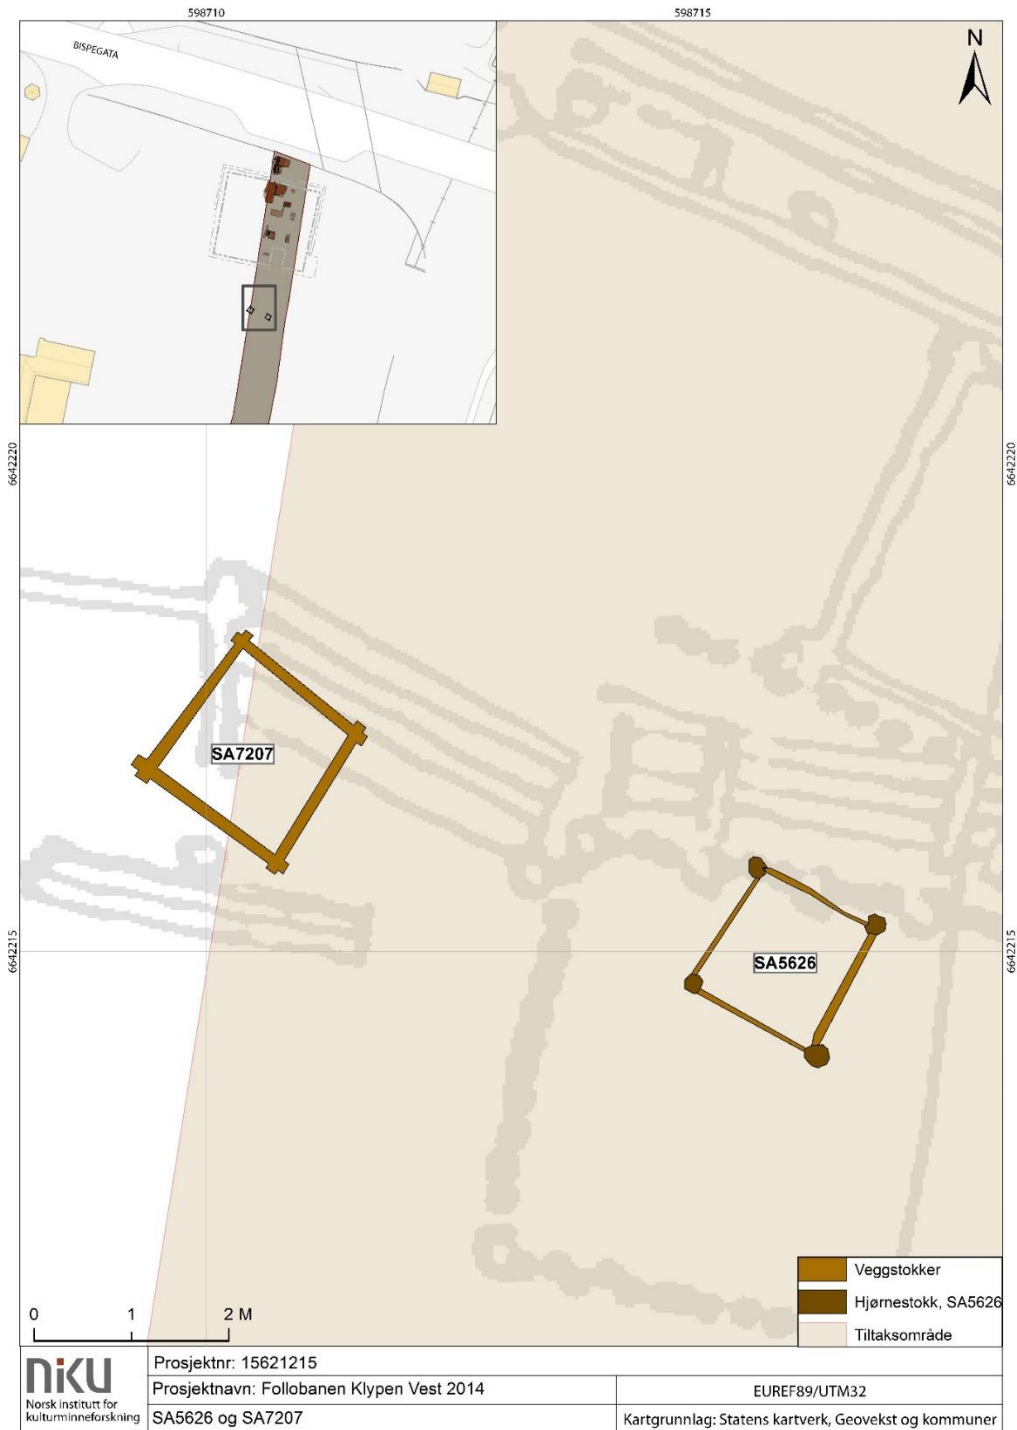 598710 598715
BISPEGATA
N
6642220 6642220
SA7207
SA5626
6642215 6642215
0 1 2 M
Veggstokker
Hjørnestokk, SA5626
Tiltaksområde
niku
Norsk institutt for
kulturminneforskning
Prosjektnr: 15621215
Prosjektnavn: Follobanen Klypen Vest 2014
SA5626 og SA7207
EUREF89/UTM32
Kartgrunnlag: Statens kartverk, Geovekst og kommuner